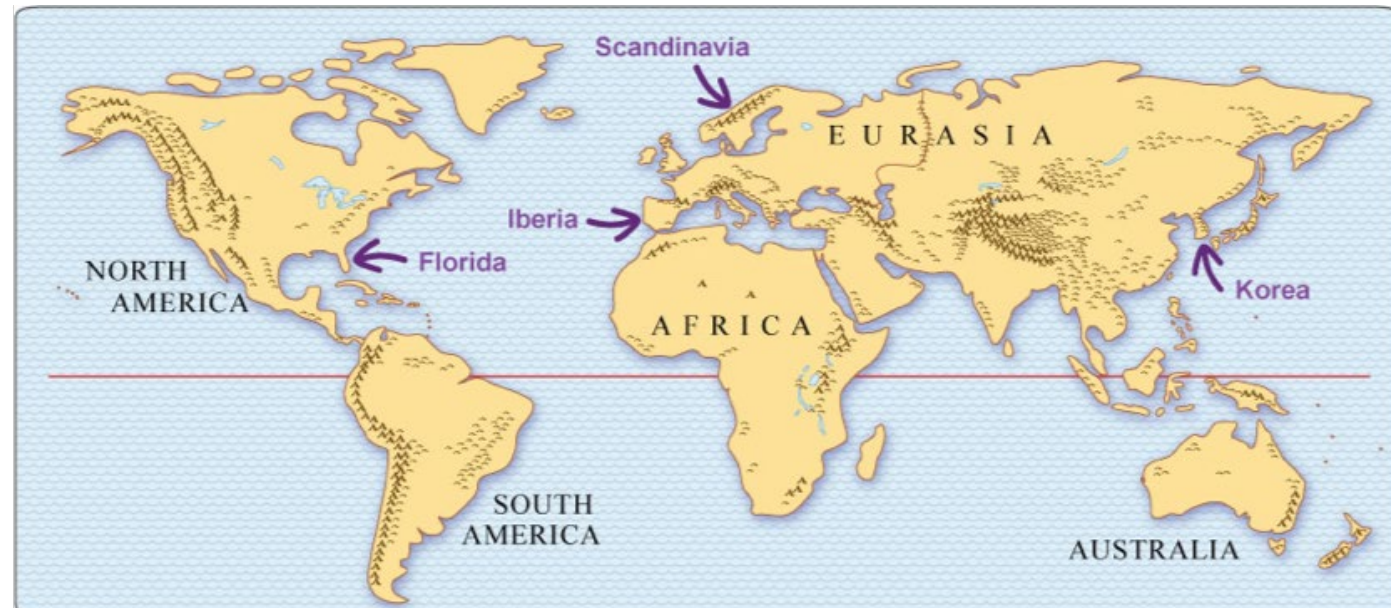 Scandinavia
EURASIA
Iberia
Florida
NORTH
AMERICA
Korea
AFRICA
SOUTH
AMERICA
AUSTRALIA